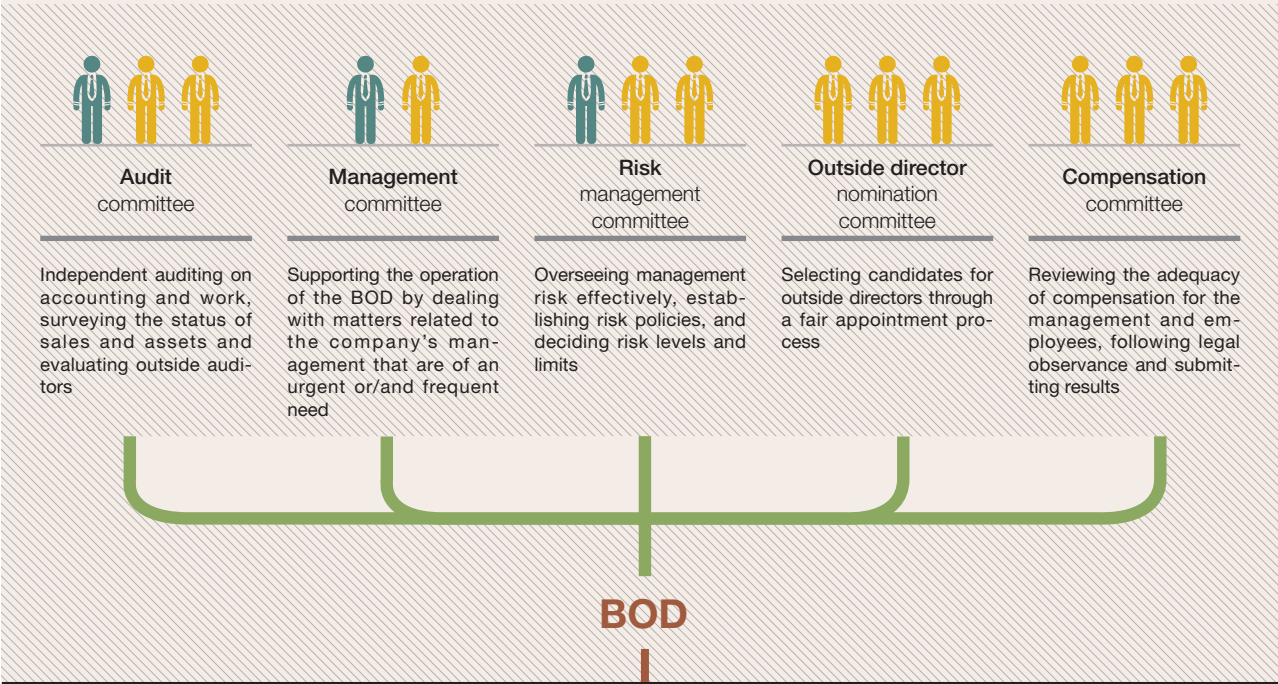 Audit
committee
Independent auditing on
accounting and work,
surveying the status of
sales and assets and
evaluating outside audi-
tors
Management
committee
Supporting the operation
of the BOD by dealing
with matters related to
the company's man-
agement that are of an
urgent or/and frequent
need
Risk
management
committee
Overseeing management
risk effectively, estab-
lishing risk policies, and
deciding risk levels and
limits
Outside director
nomination
committee
Selecting candidates for
outside directors through
a fair appointment pro-
cess
Compensation
committee
Reviewing the adequacy
of compensation for the
management and em-
ployees, following legal
observance and submit-
ting results
BOD